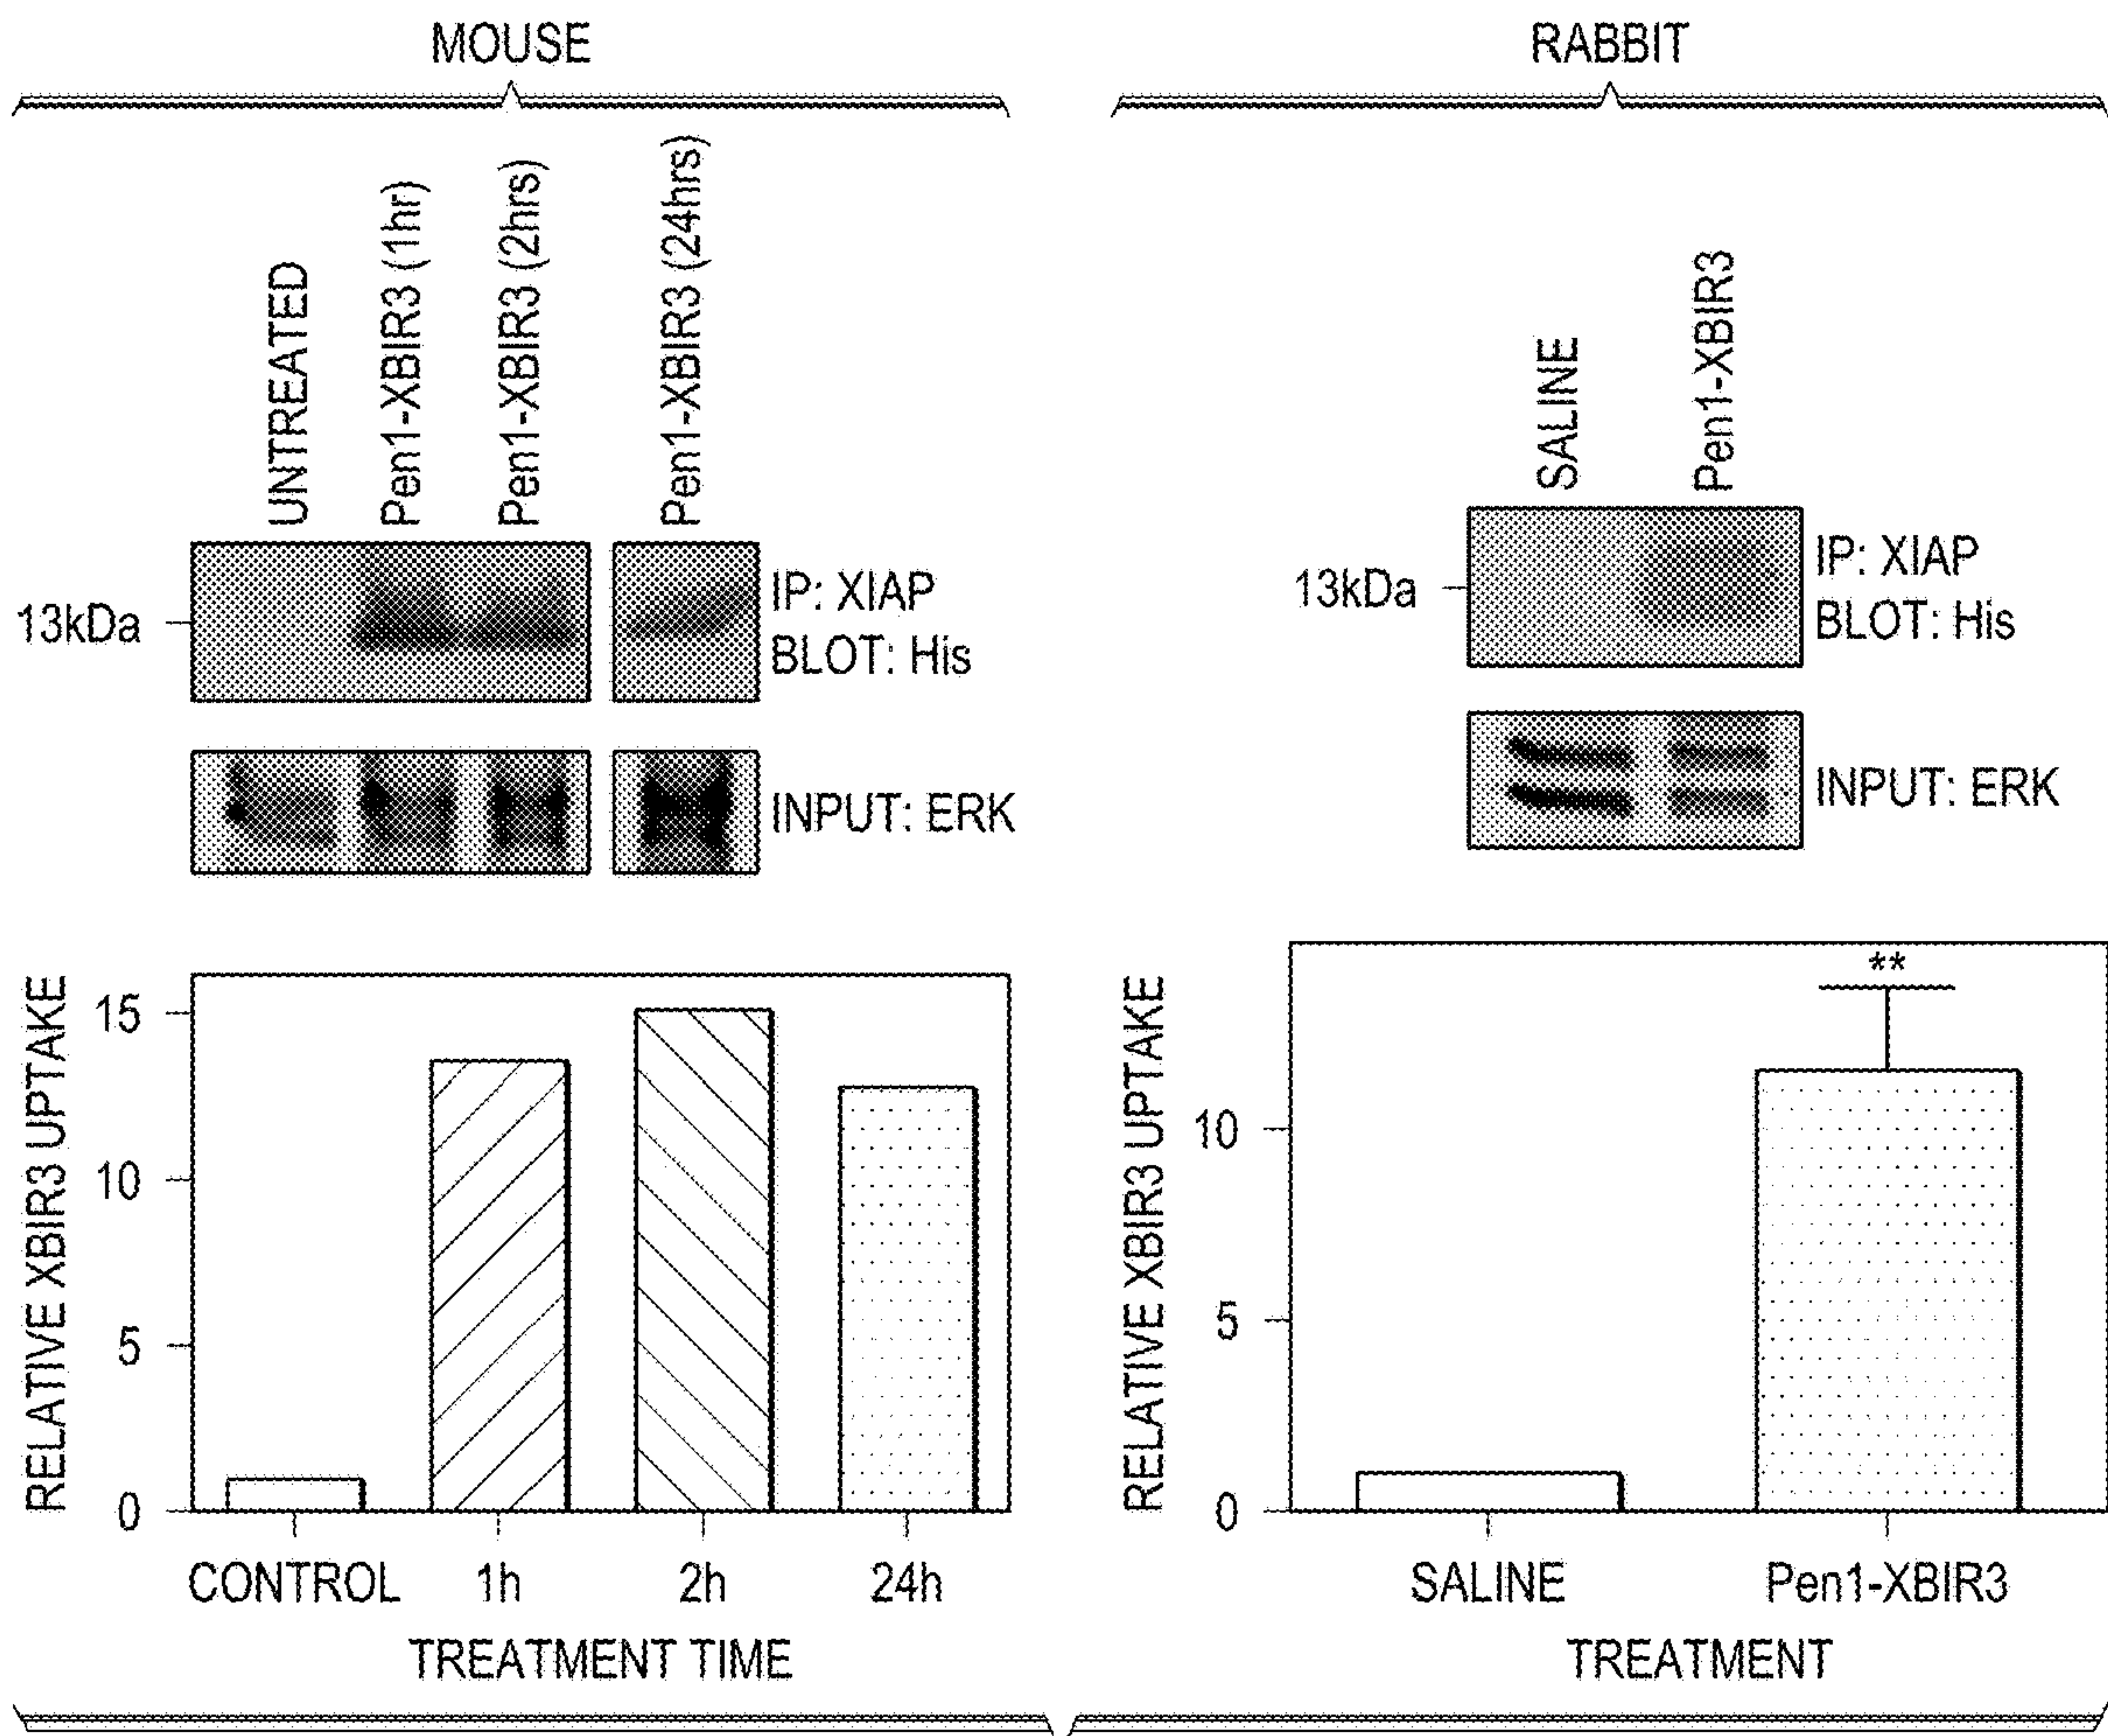 MOUSE
UNTREATED
Pen1-XBIR3 (1hr)
Pen1-XBIR3 (2hrs)
Pen1-XBIR3 (24hrs)
13kDa
IP: XIAP
BLOT: His
INPUT: ERK
RELATIVE XBIR3 UPTAKE
15
10
5
0
CONTROL
1h
2h
24h
TREATMENT TIME
RABBIT
SALINE
Pen1-XBIR3
13kDa
IP: XIAP
BLOT: His
INPUT: ERK
RELATIVE XBIR3 UPTAKE
**
10
5
0
SALINE
Pen1-XBIR3
TREATMENT